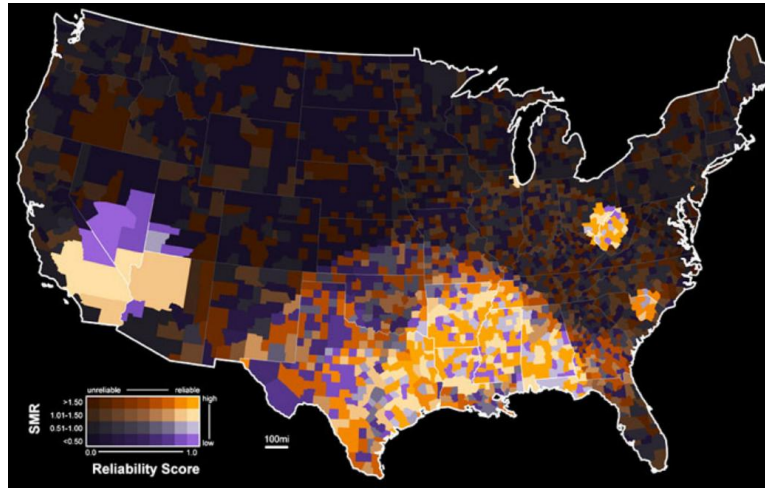 unreliable reliable
SMR
>1.50
1.01-1.50
0.51-1.00
<0.50
high
low
0.0 1.0
Reliability Score
100mi